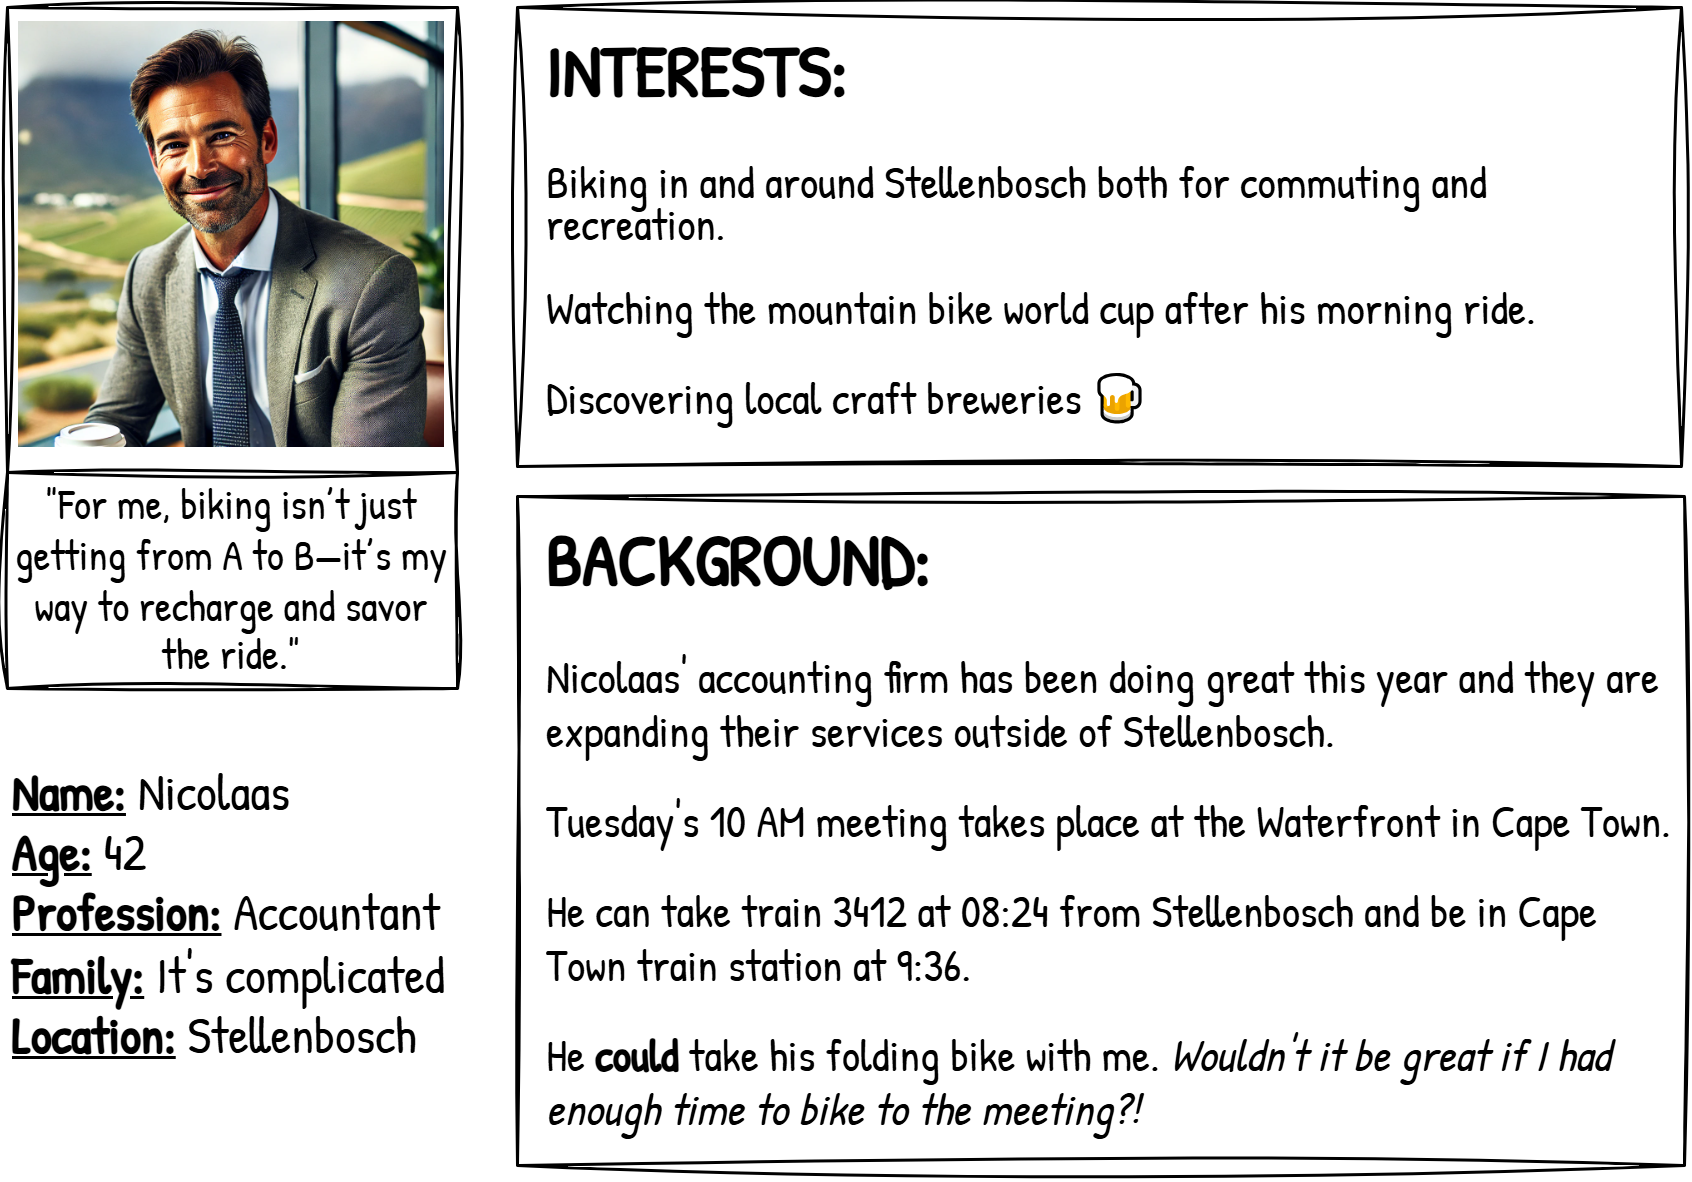 "For me, biking isn't just
getting from A to B—it's my
way to recharge and savor
the ride."
Name: Nicolaas
Age: 42
Profession: Accountant
Family: It's complicated
Location: Stellenbosch
INTERESTS:
Biking in and around Stellenbosch both for commuting and
recreation.
Watching the mountain bike world cup after his morning ride.
Discovering local craft breweries 🍺
BACKGROUND:
Nicolaas' accounting firm has been doing great this year and they are
expanding their services outside of Stellenbosch.
Tuesday's 10 AM meeting takes place at the Waterfront in Cape Town.
He can take train 3412 at 08:24 from Stellenbosch and be in Cape
Town train station at 9:36.
He could take his folding bike with me. Wouldn't it be great if I had
enough time to bike to the meeting?!